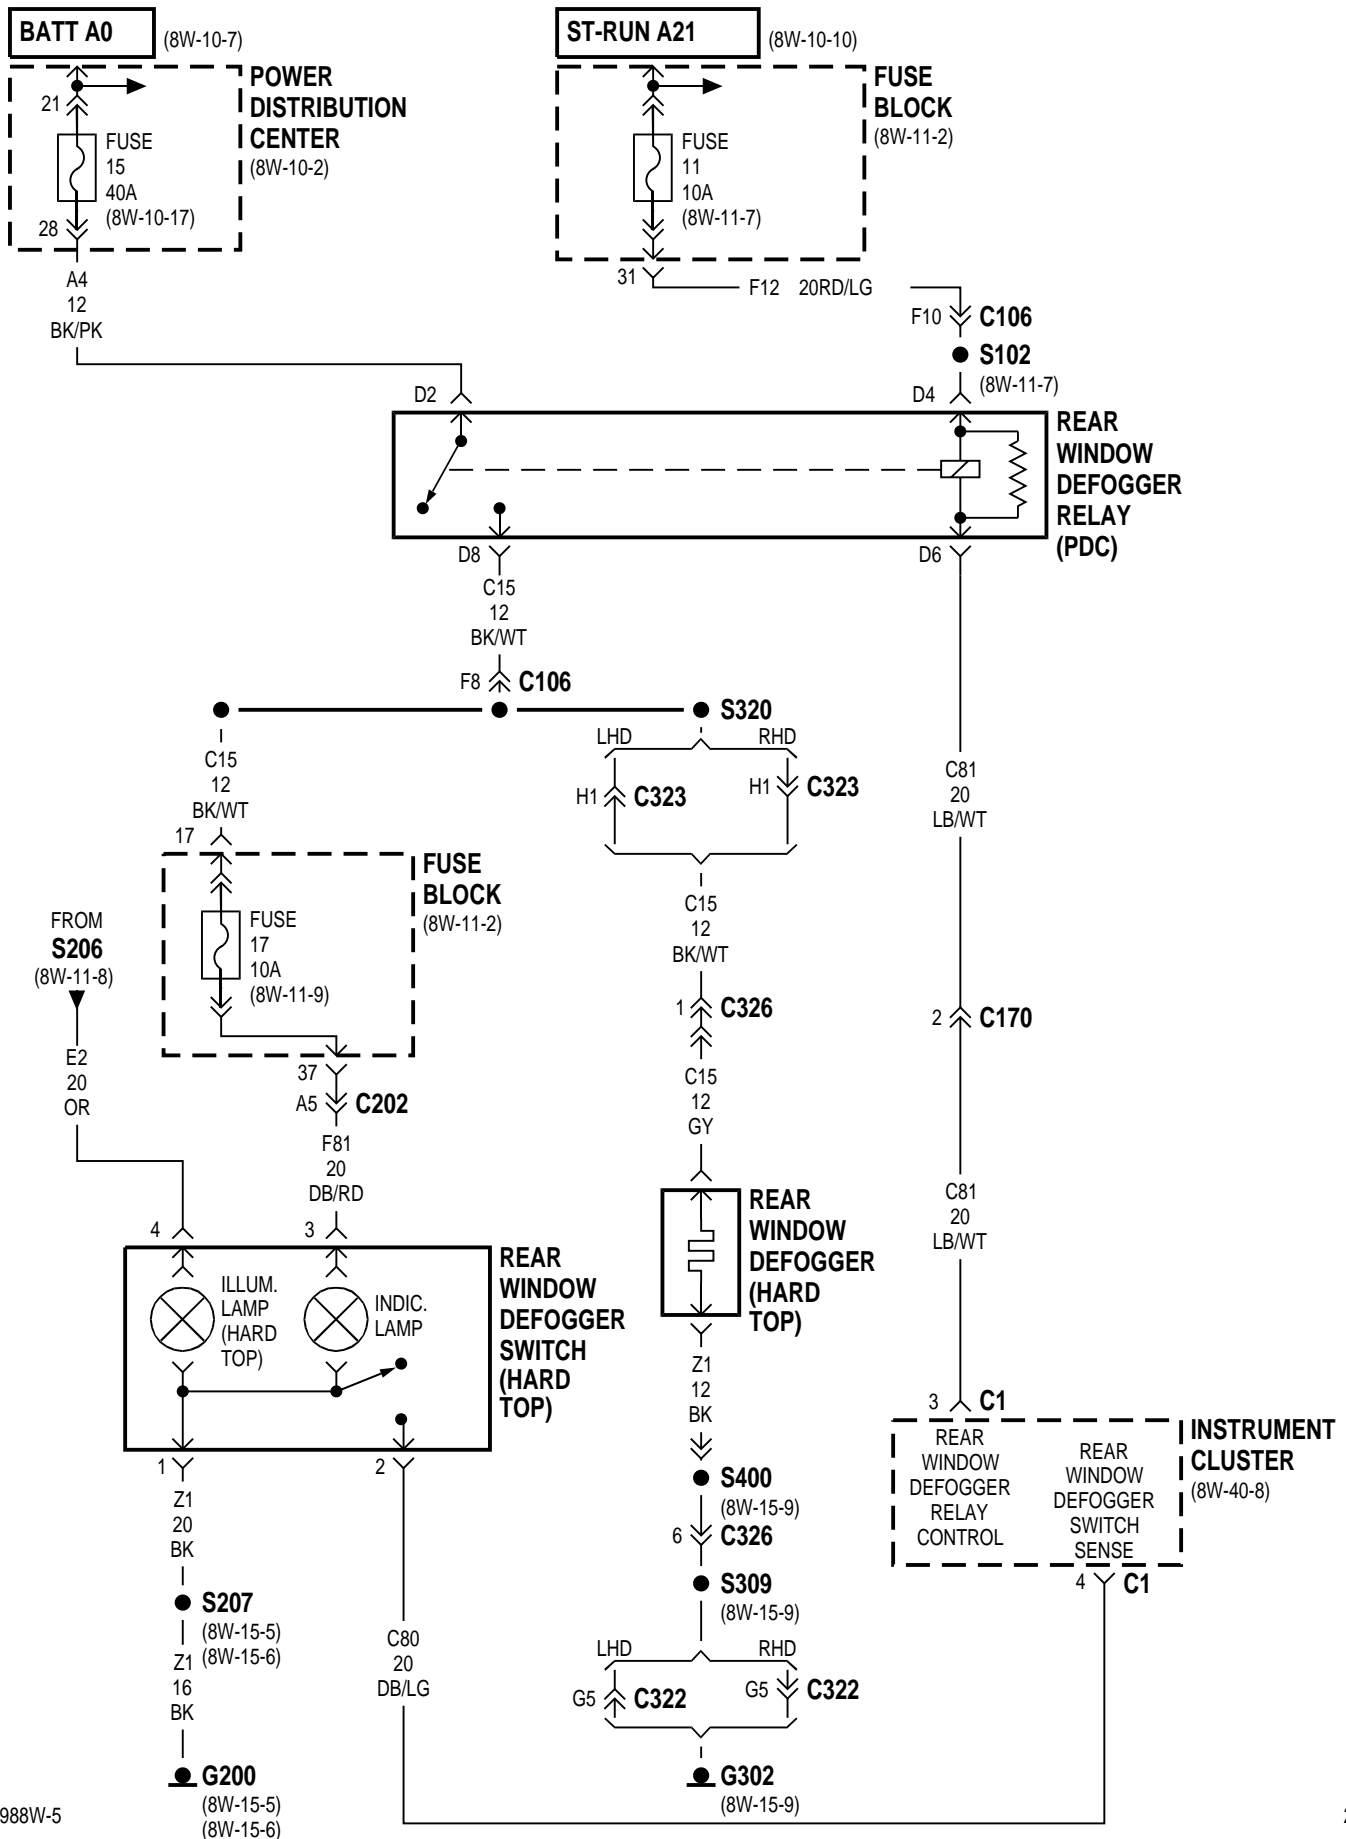 BATT A0
(8W-10-7)
ST-RUN A21
(8W-10-10)
POWER
DISTRIBUTION
CENTER
(8W-10-2)
21
FUSE
15
40A
(8W-10-17)
28
FUSE
BLOCK
(8W-11-2)
FUSE
11
10A
(8W-11-7)
31
A4
12
BK/PK
F12 20RD/LG
F10
C106
S102
(8W-11-7)
D2
D4
REAR
WINDOW
DEFOGGER
RELAY
(PDC)
D8
D6
C15
12
BK/WT
F8
C106
S320
LHD
RHD
H1
C323
H1
C323
C15
12
BK/WT
17
C81
20
LB/WT
FUSE
BLOCK
(8W-11-2)
FUSE
17
10A
(8W-11-9)
FROM
S206
(8W-11-8)
C15
12
BK/WT
1
C326
2
C170
E2
20
OR
37
A5
C202
C15
12
GY
F81
20
DB/RD
4
3
REAR
WINDOW
DEFOGGER
(HARD
TOP)
C81
20
LB/WT
REAR
WINDOW
DEFOGGER
SWITCH
(HARD
TOP)
ILLUM.
LAMP
(HARD
TOP)
INDIC.
LAMP
Z1
12
BK
3
C1
INSTRUMENT
CLUSTER
(8W-40-8)
REAR
WINDOW
DEFOGGER
RELAY
CONTROL
REAR
WINDOW
DEFOGGER
SWITCH
SENSE
1
2
S400
(8W-15-9)
6
C326
4
C1
Z1
20
BK
S309
(8W-15-9)
S207
(8W-15-5)
(8W-15-6)
C80
20
DB/LG
LHD
RHD
Z1
16
BK
G5
C322
G5
C322
G200
(8W-15-5)
(8W-15-6)
G302
(8W-15-9)
988W-5